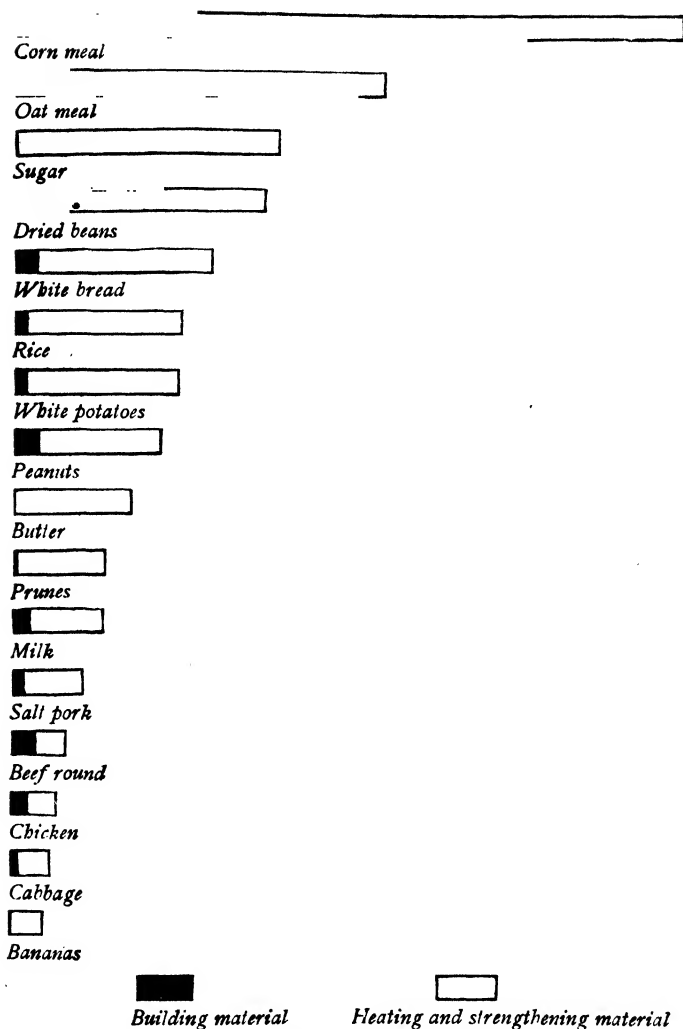 Corn meal
Oat meal
Sugar
Dried beans
White bread
Rice
White potatoes
Peanuts
Butter
Prunes
Milk
Salt pork
Beef round
Chicken
Cabbage
Bananas
Building material Heating and strengthening material